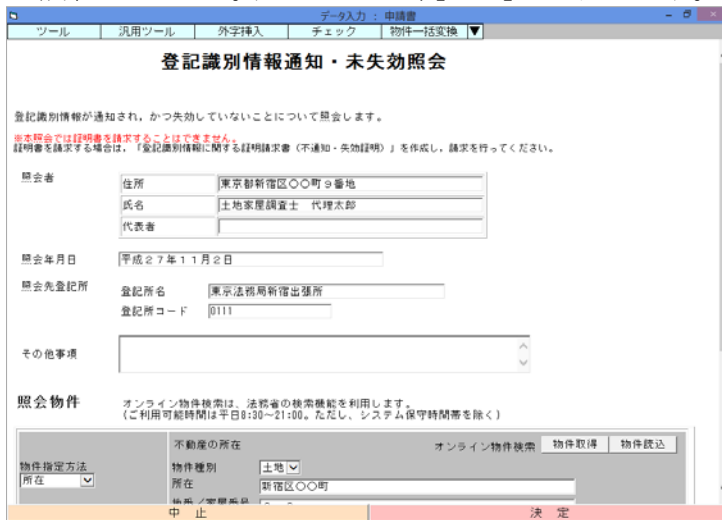 データ入力 : 申請書
ツール 汎用ツール 外字挿入 チェック 物件一括変換 ▼
登記識別情報通知・未失効照会
登記識別情報が通知され，かつ失効していないことについて照会します。
※本照会では証明書を請求することはできません。
証明書を請求する場合は，「登記識別情報に関する証明請求書（不通知・失効証明）」を作成し，請求を行ってください。
照会者
住所 東京都新宿区〇〇町９番地
氏名 土地家屋調査士 代理太郎
代表者
照会年月日 平成２７年１１月２日
照会先登記所
登記所名 東京法務局新宿出張所
登記所コード 0111
その他事項
照会物件 オンライン物件検索は、法務省の検索機能を利用します。
（ご利用可能時間は平日8:30～21:00。ただし、システム保守時間帯を除く）
不動産の所在 オンライン物件検索 物件取得 物件読込
物件指定方法 物件種別 土地
所在 所在 新宿区〇〇町
地番／家屋番号
中 止 決 定